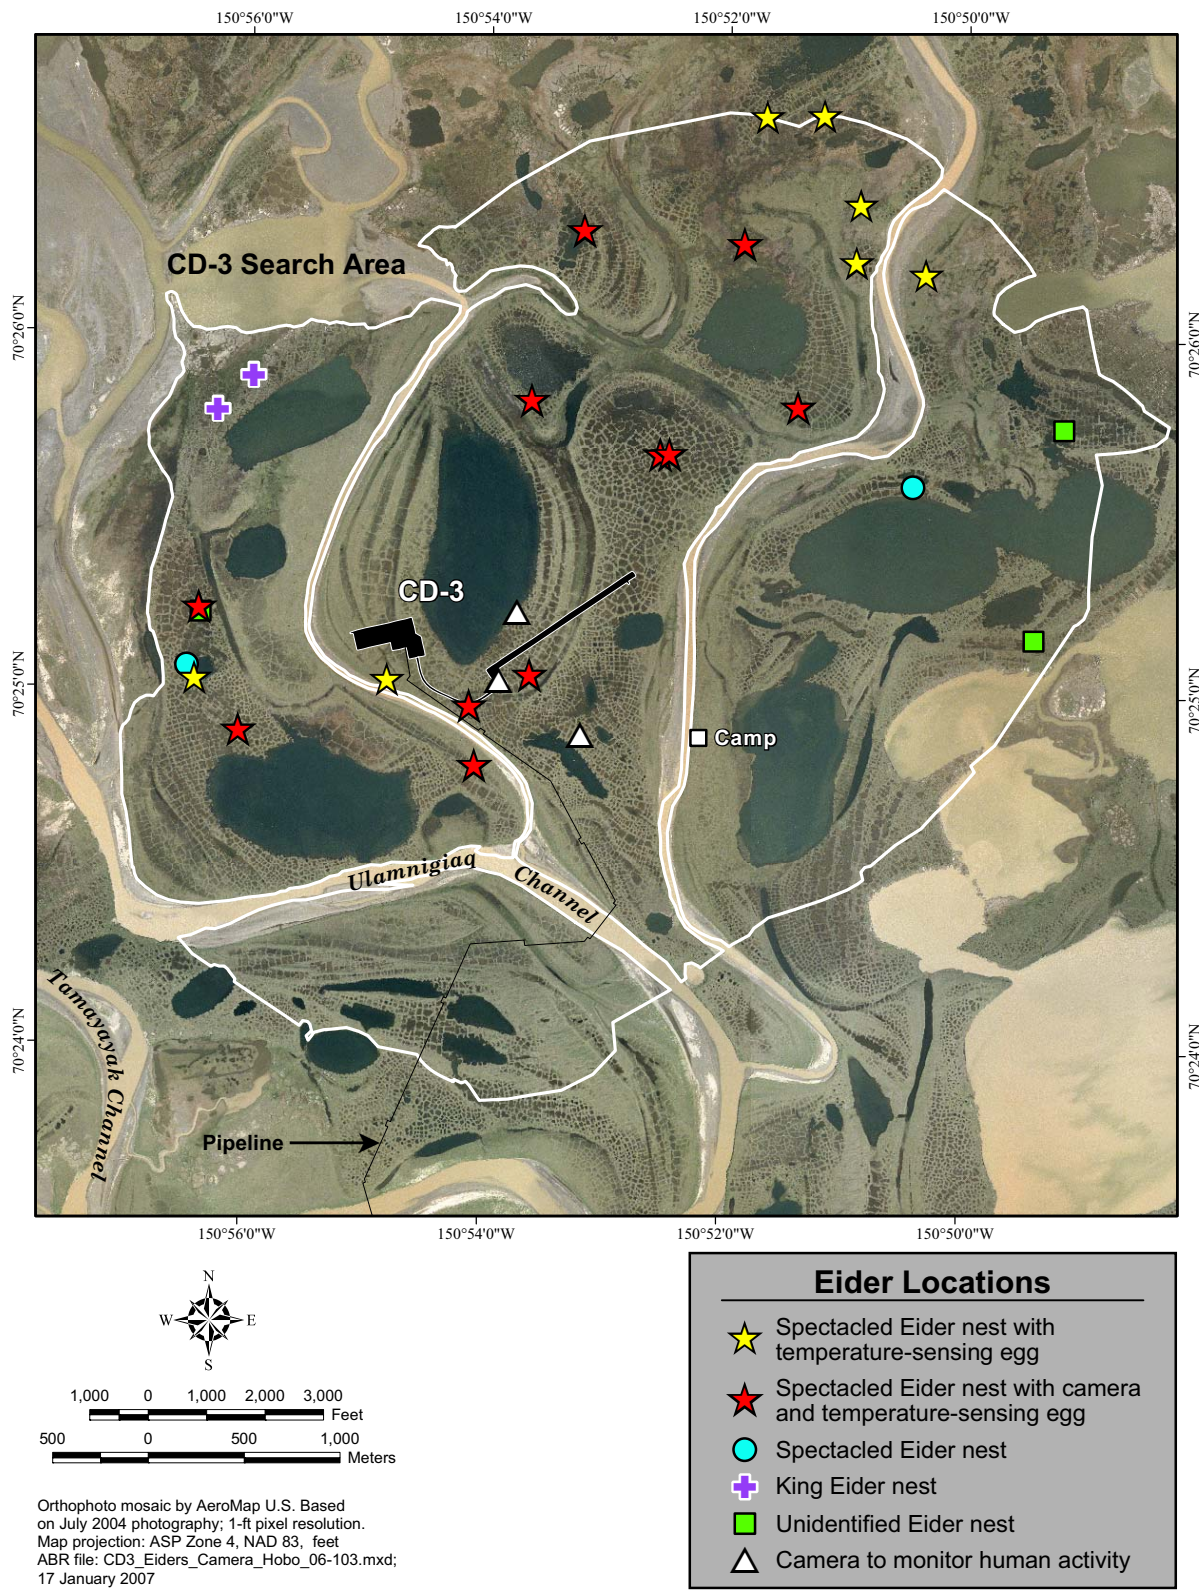 150°56'0"W 150°54'0"W 150°52'0"W 150°50'0"W
CD-3 Search Area
70°26'0"N
70°26'0"N
CD-3
70°25'0"N
70°25'0"N
Camp
Ulamnigiaq
Channel
Tamayayak Channel
70°24'0"N
70°24'0"N
Pipeline
150°56'0"W 150°54'0"W 150°52'0"W 150°50'0"W
N
W E
S
1,000 0 1,000 2,000 3,000
Feet
500 0 500 1,000
Meters
Orthophoto mosaic by AeroMap U.S. Based
on July 2004 photography; 1-ft pixel resolution.
Map projection: ASP Zone 4, NAD 83, feet
ABR file: CD3_Eiders_Camera_Hobo_06-103.mxd;
17 January 2007
Eider Locations
Spectacled Eider nest with
temperature-sensing egg
Spectacled Eider nest with camera
and temperature-sensing egg
Spectacled Eider nest
King Eider nest
Unidentified Eider nest
Camera to monitor human activity